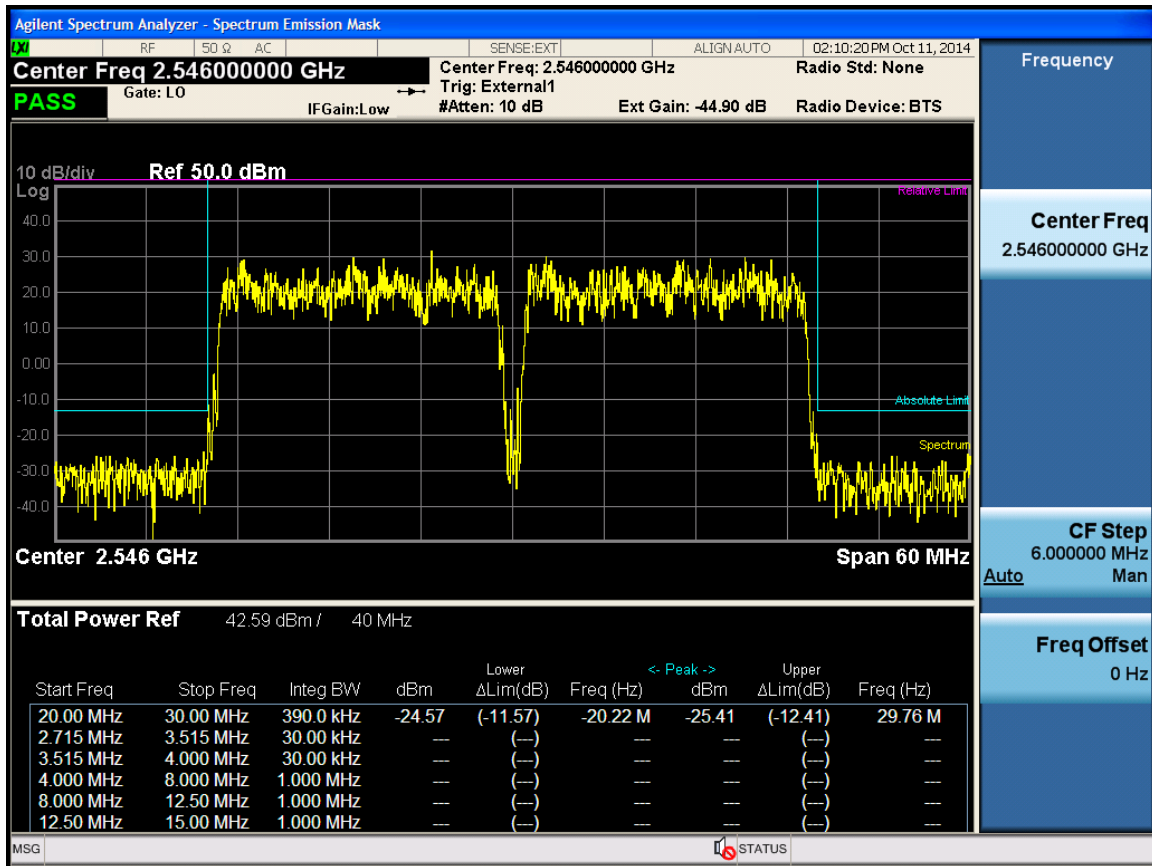 Agilent Spectrum Analyzer - Spectrum Emission Mask
LXI RF 50 Ω AC SENSE:EXT ALIGN AUTO 02:10:20 PM Oct 11, 2014
Center Freq 2.546000000 GHz Center Freq: 2.546000000 GHz Radio Std: None
PASS Gate: LO Trig: External1
IFGain:Low #Atten: 10 dB Ext Gain: -44.90 dB Radio Device: BTS
10 dB/div Ref 50.0 dBm
Log
Relative Limit
40.0
30.0
20.0
10.0
0.00
-10.0
Absolute Limit
-20.0
Spectrum
-30.0
-40.0
Center 2.546 GHz Span 60 MHz
Total Power Ref 42.59 dBm / 40 MHz
Lower <- Peak -> Upper
Start Freq Stop Freq Integ BW dBm ΔLim(dB) Freq (Hz) dBm ΔLim(dB) Freq (Hz)
20.00 MHz 30.00 MHz 390.0 kHz -24.57 (-11.57) -20.22 M -25.41 (-12.41) 29.76 M
2.715 MHz 3.515 MHz 30.00 kHz --- (---) --- --- (---) ---
3.515 MHz 4.000 MHz 30.00 kHz --- (---) --- --- (---) ---
4.000 MHz 8.000 MHz 1.000 MHz --- (---) --- --- (---) ---
8.000 MHz 12.50 MHz 1.000 MHz --- (---) --- --- (---) ---
12.50 MHz 15.00 MHz 1.000 MHz --- (---) --- --- (---) ---
MSG STATUS
Frequency
Center Freq
2.546000000 GHz
CF Step
6.000000 MHz
Auto Man
Freq Offset
0 Hz